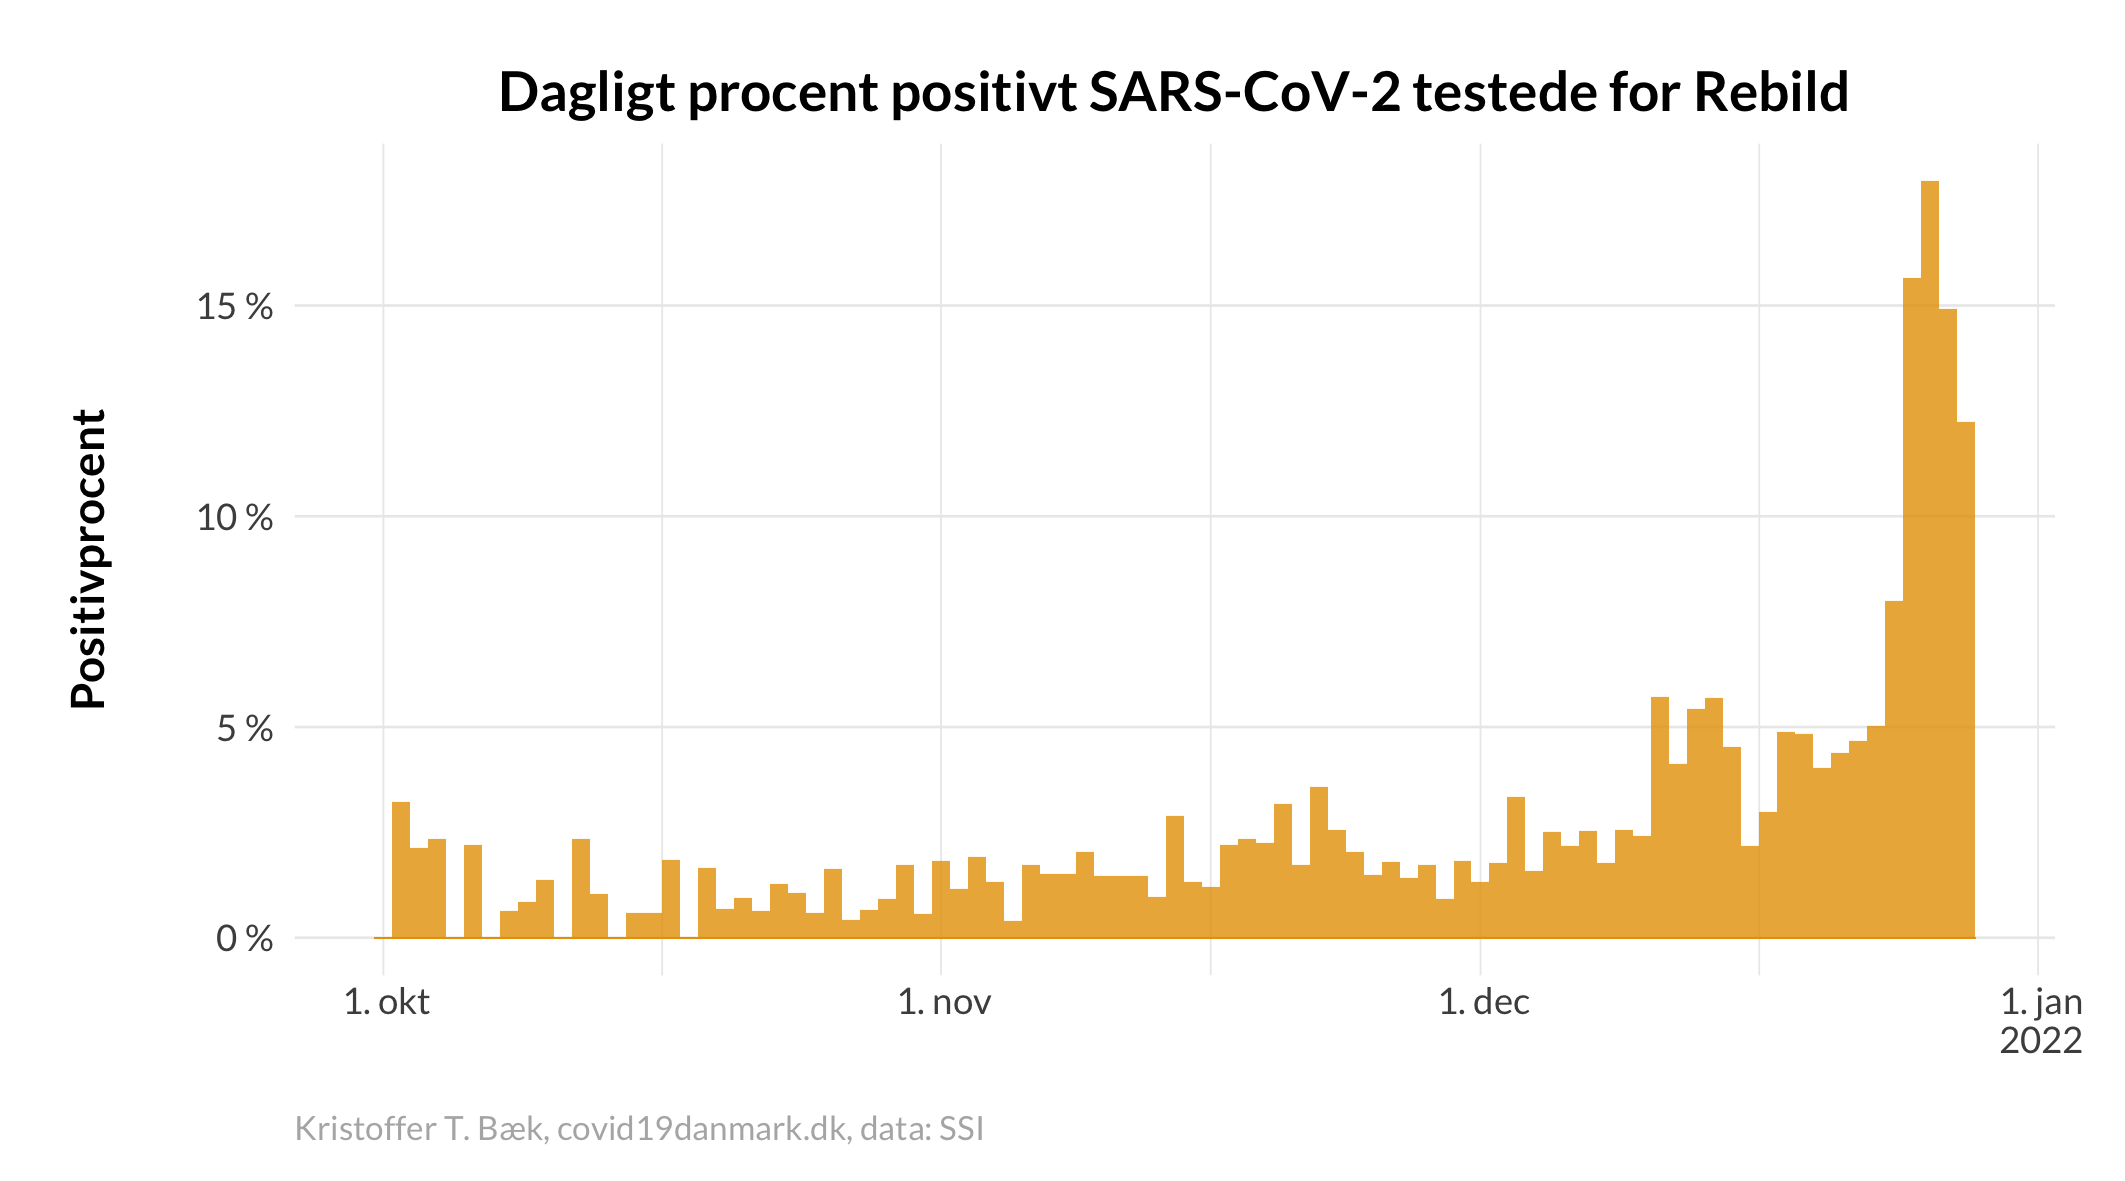 Dagligt procent positivt SARS-CoV-2 testede for Rebild
Positivprocent
15 %
10 %
5 %
0 %
1. okt
1. nov
1. dec
1. jan
2022
Kristoffer T. Bæk, covid19danmark.dk, data: SSI